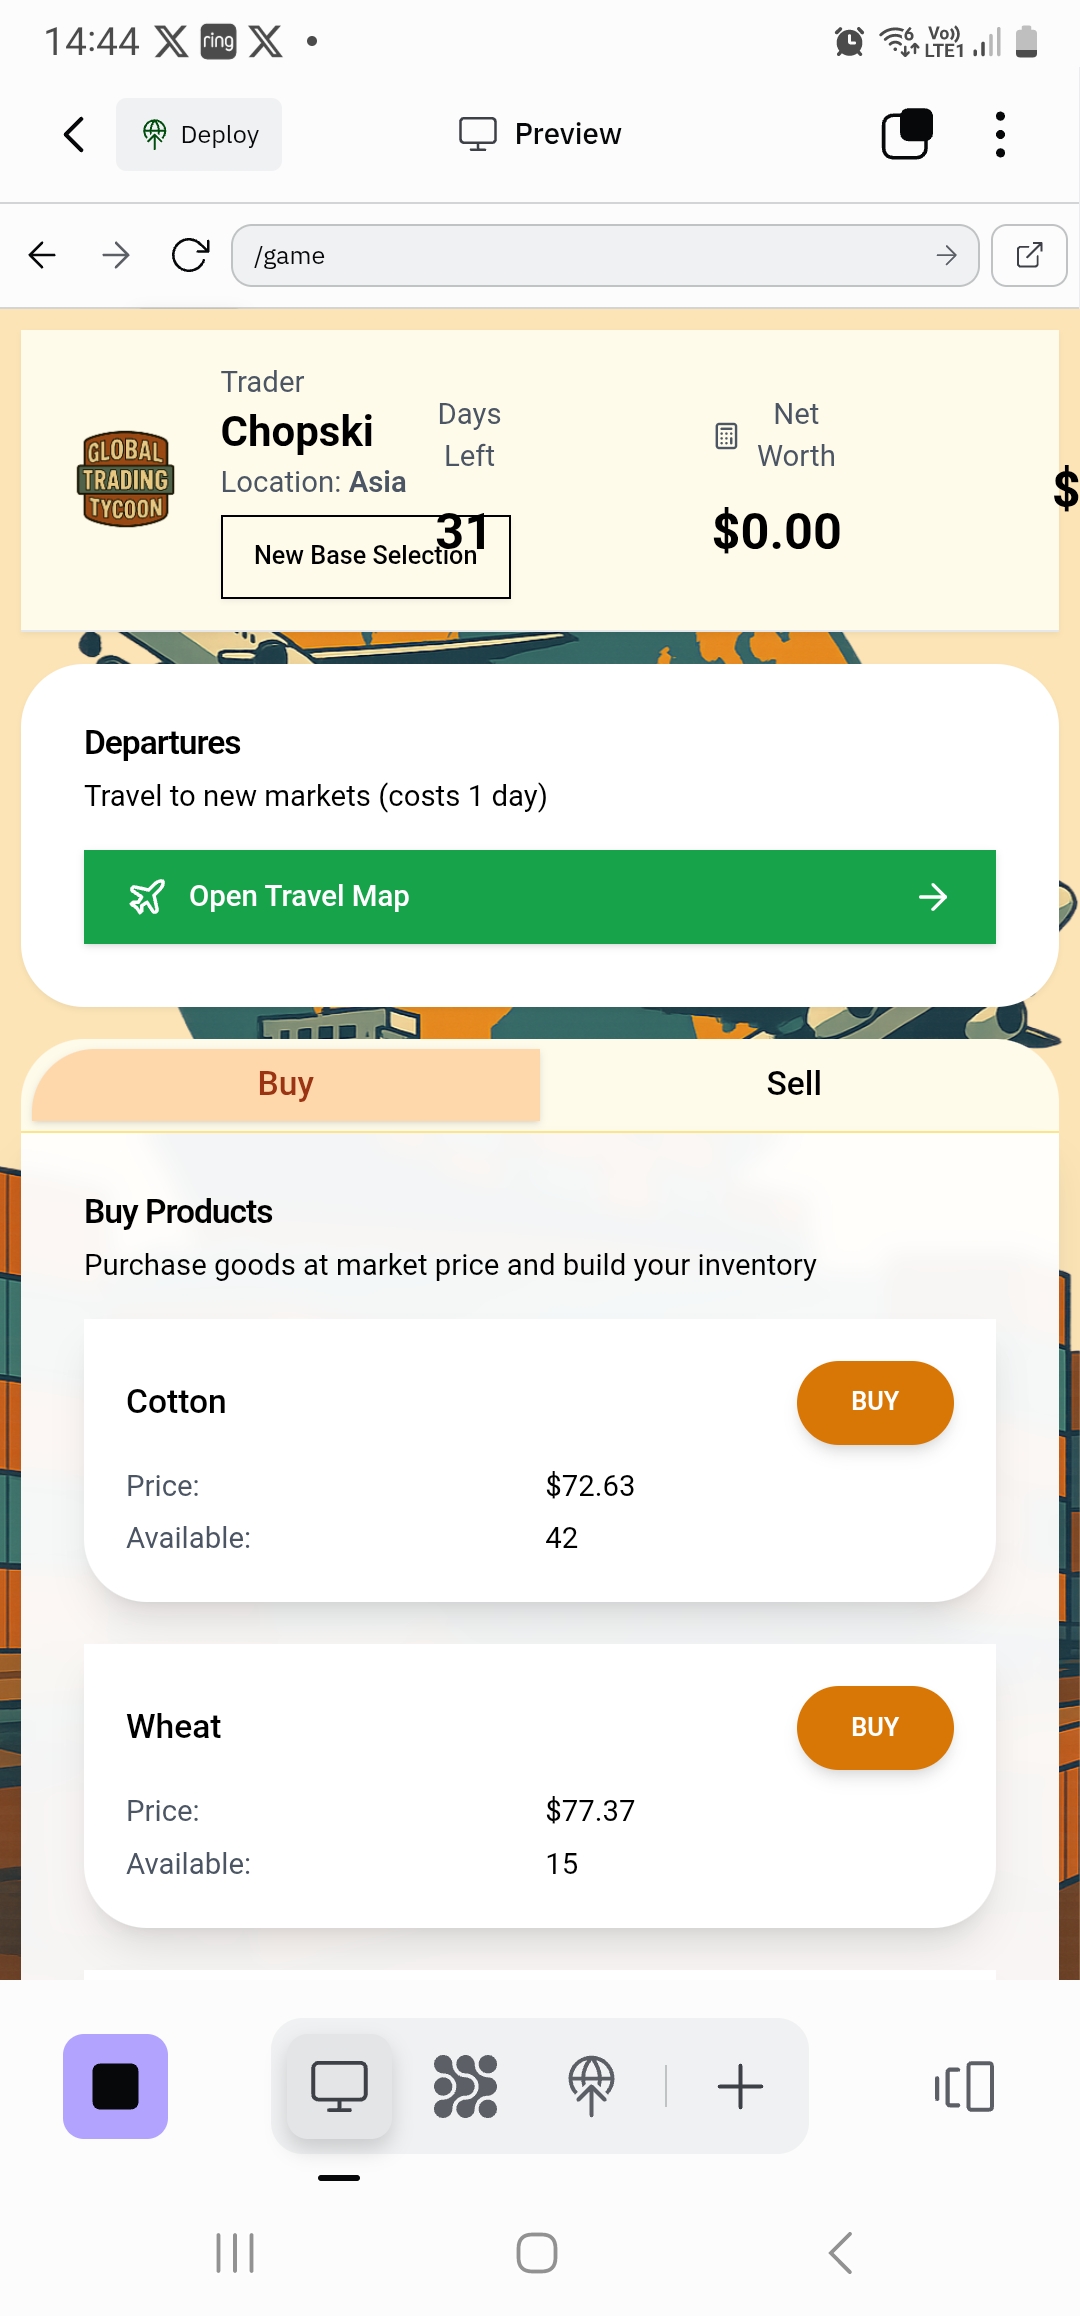 14:44
ring
6
Vo))
LTE1
Deploy
Preview
/game
GLOBAL
TRADING
TYCOON
Trader
Chopski
Location: Asia
New Base Selection
Days
Left
31
Net
Worth
$0.00
$
Departures
Travel to new markets (costs 1 day)
Open Travel Map
Buy
Sell
Buy Products
Purchase goods at market price and build your inventory
Cotton
BUY
Price:
$72.63
Available:
42
Wheat
BUY
Price:
$77.37
Available:
15